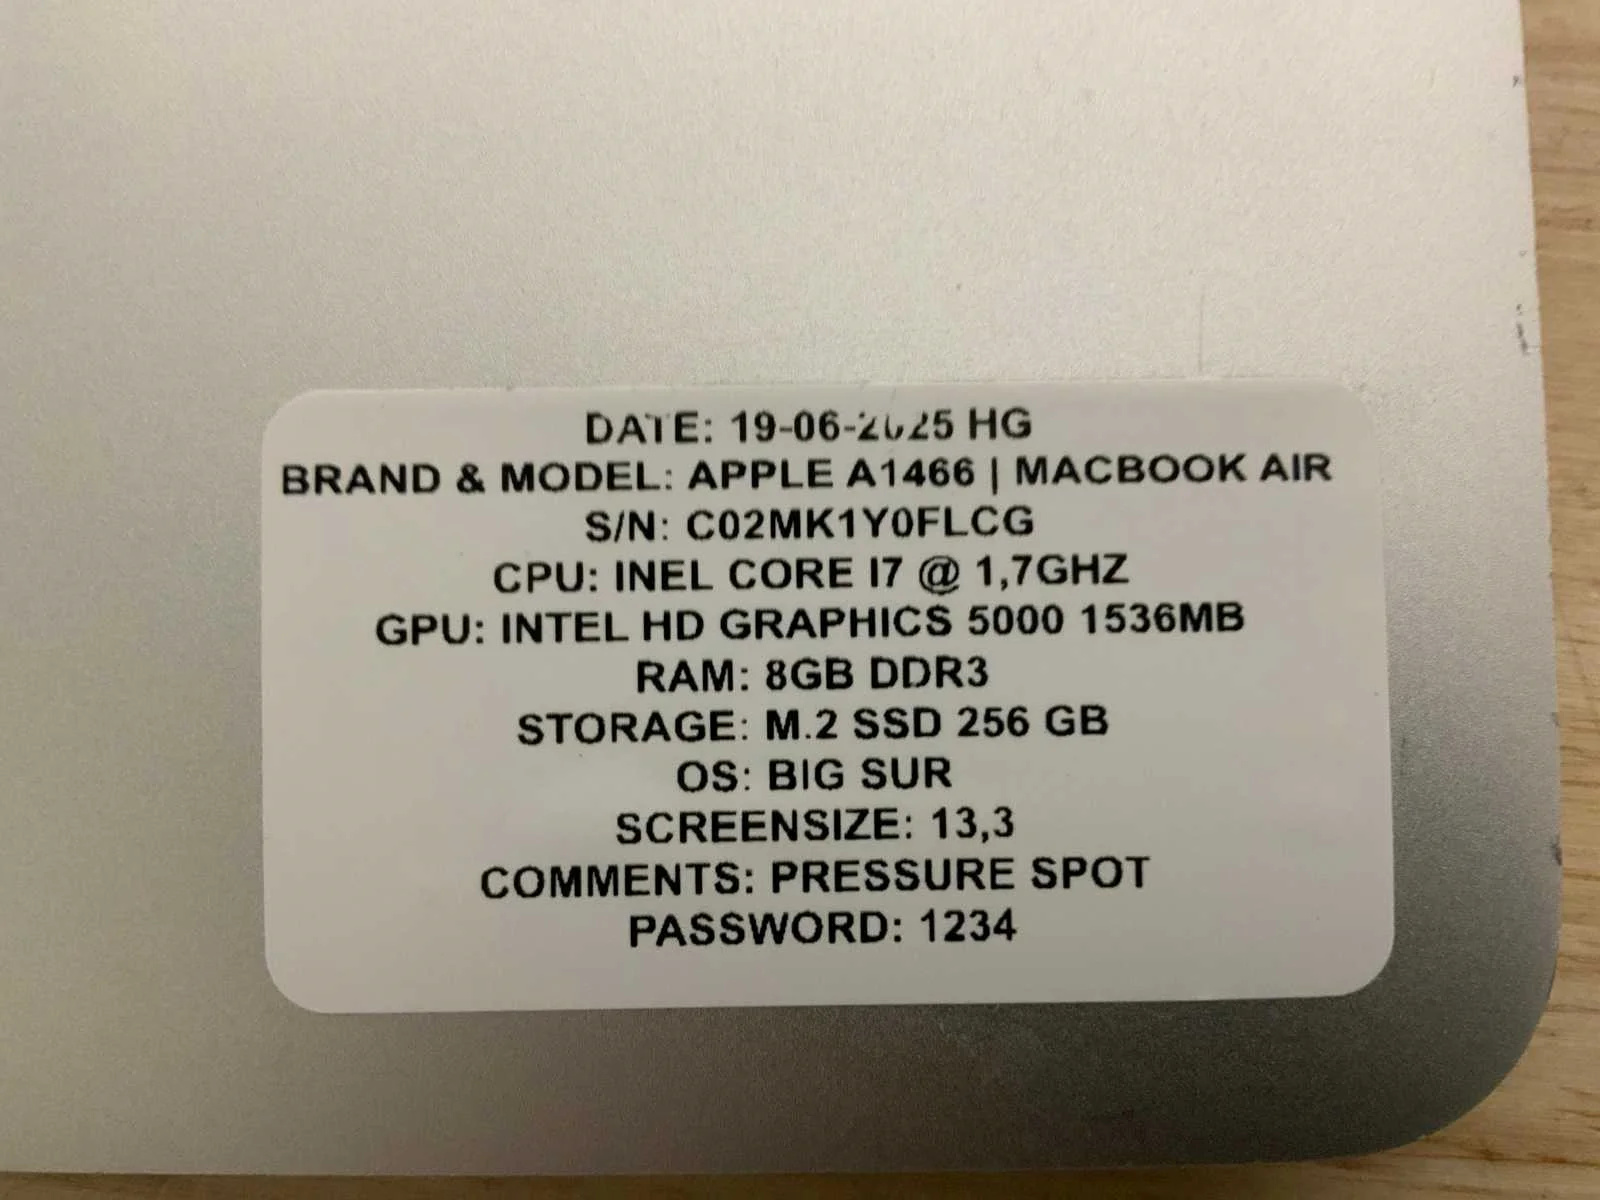 DATE: 19-06-2025 HG
BRAND & MODEL: APPLE A1466 | MACBOOK AIR
S/N: C02MK1Y0FLCG
CPU: INEL CORE I7 @ 1,7GHZ
GPU: INTEL HD GRAPHICS 5000 1536MB
RAM: 8GB DDR3
STORAGE: M.2 SSD 256 GB
OS: BIG SUR
SCREENSIZE: 13,3
COMMENTS: PRESSURE SPOT
PASSWORD: 1234